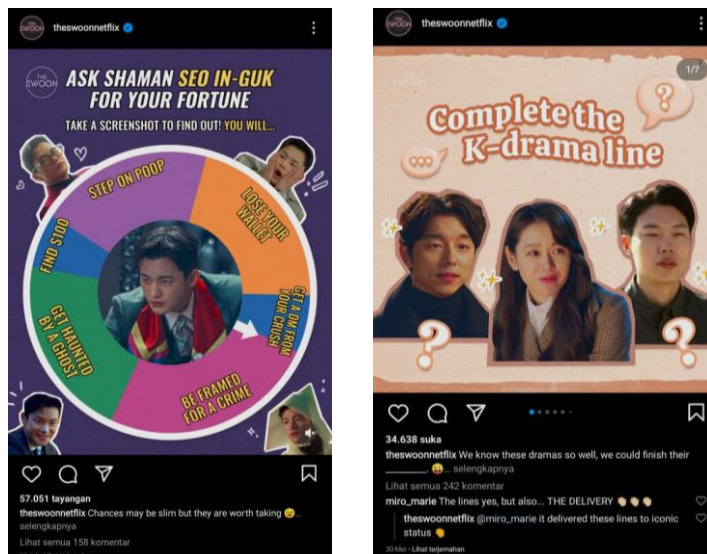 theswoonnetflix
THE
SWOON
ASK SHAMAN SEO IN-GUK
FOR YOUR FORTUNE
TAKE A SCREENSHOT TO FIND OUT! YOU WILL...
STEP ON POOP
LOSE YOUR
WALLET
GET A DM FROM
YOUR CRUSH
BE FRAMED
FOR A CRIME
GET HAUNTED
BY A GHOST
FIND $100
57.051 tayangan
theswoonnetflix Chances may be slim but they are worth taking 😉...
selengkapnya
Lihat semua 158 komentar
theswoonnetflix
1/7
Complete the
K-drama line
?
?
?
34.638 suka
theswoonnetflix We know these dramas so well, we could finish their
________. 😜... selengkapnya
Lihat semua 242 komentar
miro_marie The lines yes, but also... THE DELIVERY 👏👏👏
theswoonnetflix @miro_marie it delivered these lines to iconic
status 👏
30 Mei • Lihat terjemahan